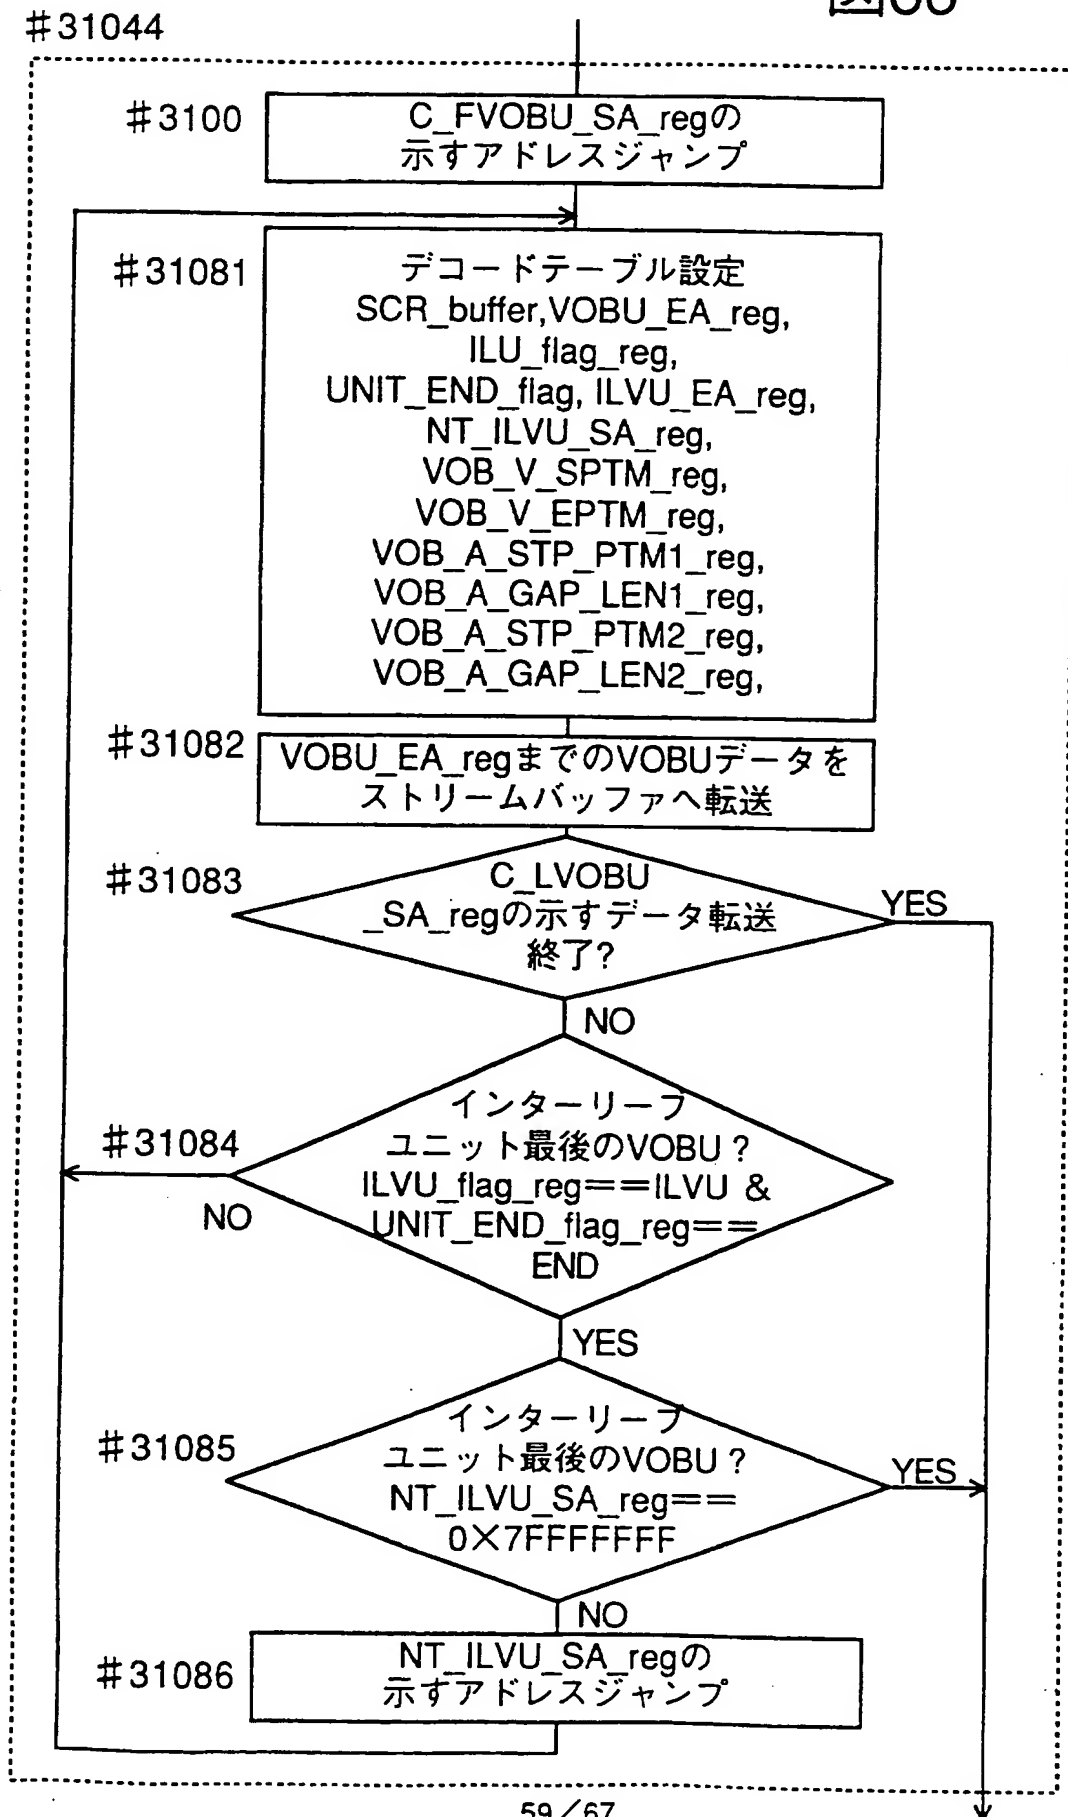 #31044
#3100
C_FVOBU_SA_regの
示すアドレスジャンプ
#31081
デコードテーブル設定
SCR_buffer,VOBU_EA_reg,
ILU_flag_reg,
UNIT_END_flag, ILVU_EA_reg,
NT_ILVU_SA_reg,
VOB_V_SPTM_reg,
VOB_V_EPTM_reg,
VOB_A_STP_PTM1_reg,
VOB_A_GAP_LEN1_reg,
VOB_A_STP_PTM2_reg,
VOB_A_GAP_LEN2_reg,
#31082
VOBU_EA_regまでのVOBUデータを
ストリームバッファへ転送
#31083
C_LVOBU
_SA_regの示すデータ転送
終了?
YES
NO
#31084
インターリーブ
ユニット最後のVOBU?
ILVU_flag_reg==ILVU &
UNIT_END_flag_reg==
END
NO
YES
#31085
インターリーブ
ユニット最後のVOBU?
NT_ILVU_SA_reg==
0×7FFFFFFF
YES
NO
#31086
NT_ILVU_SA_regの
示すアドレスジャンプ
59/67